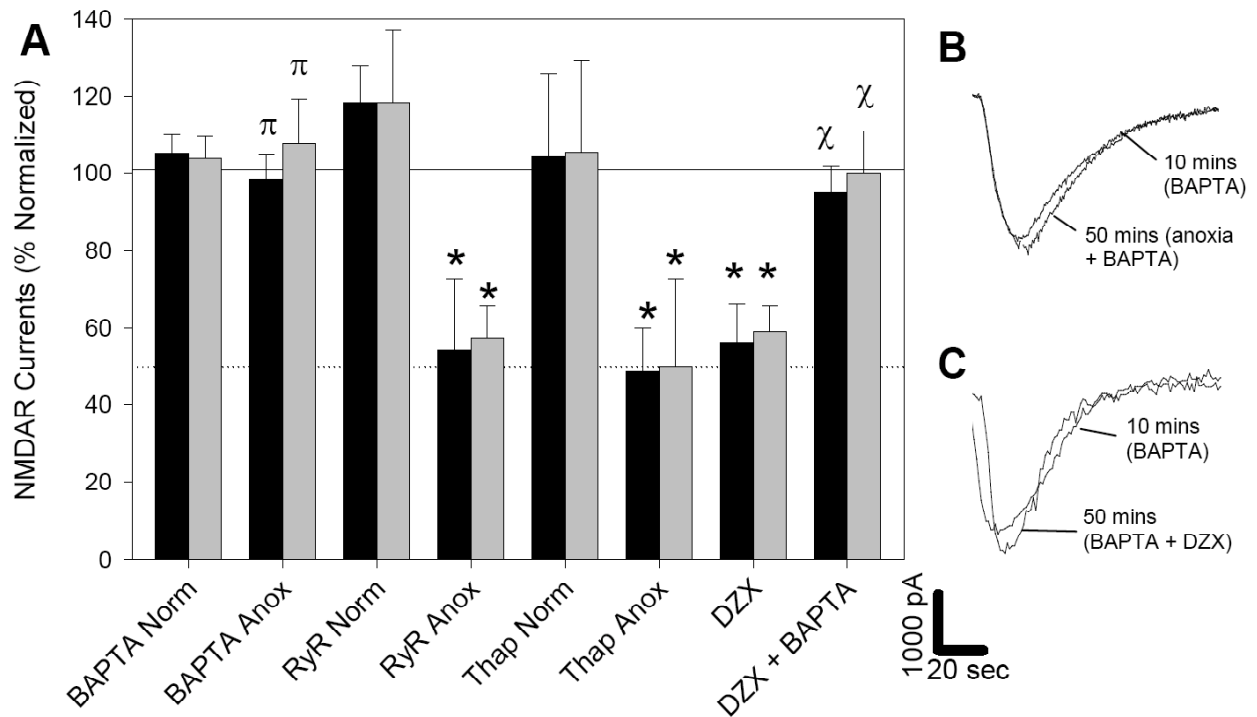 A
NMDAR Currents (% Normalized)
140
120
100
80
60
40
20
0
π
π
*
*
*
*
*
*
χ
χ
BAPTA Norm
BAPTA Anox
RyR Norm
RyR Anox
Thap Norm
Thap Anox
DZX
DZX + BAPTA
B
10 mins
(BAPTA)
50 mins (anoxia
+ BAPTA)
C
10 mins
(BAPTA)
50 mins
(BAPTA + DZX)
1000 pA
20 sec